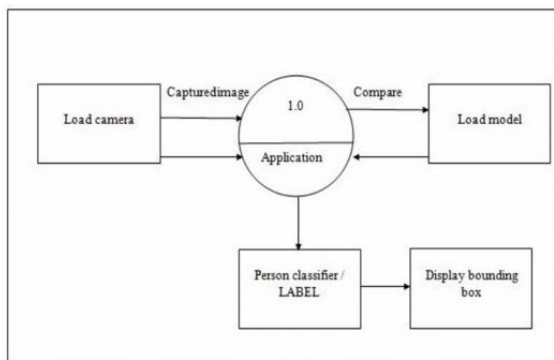 Capturedimage
Compare
1.0
Load camera
Load model
Application
Person classifier /
LABEL
Display bounding
box